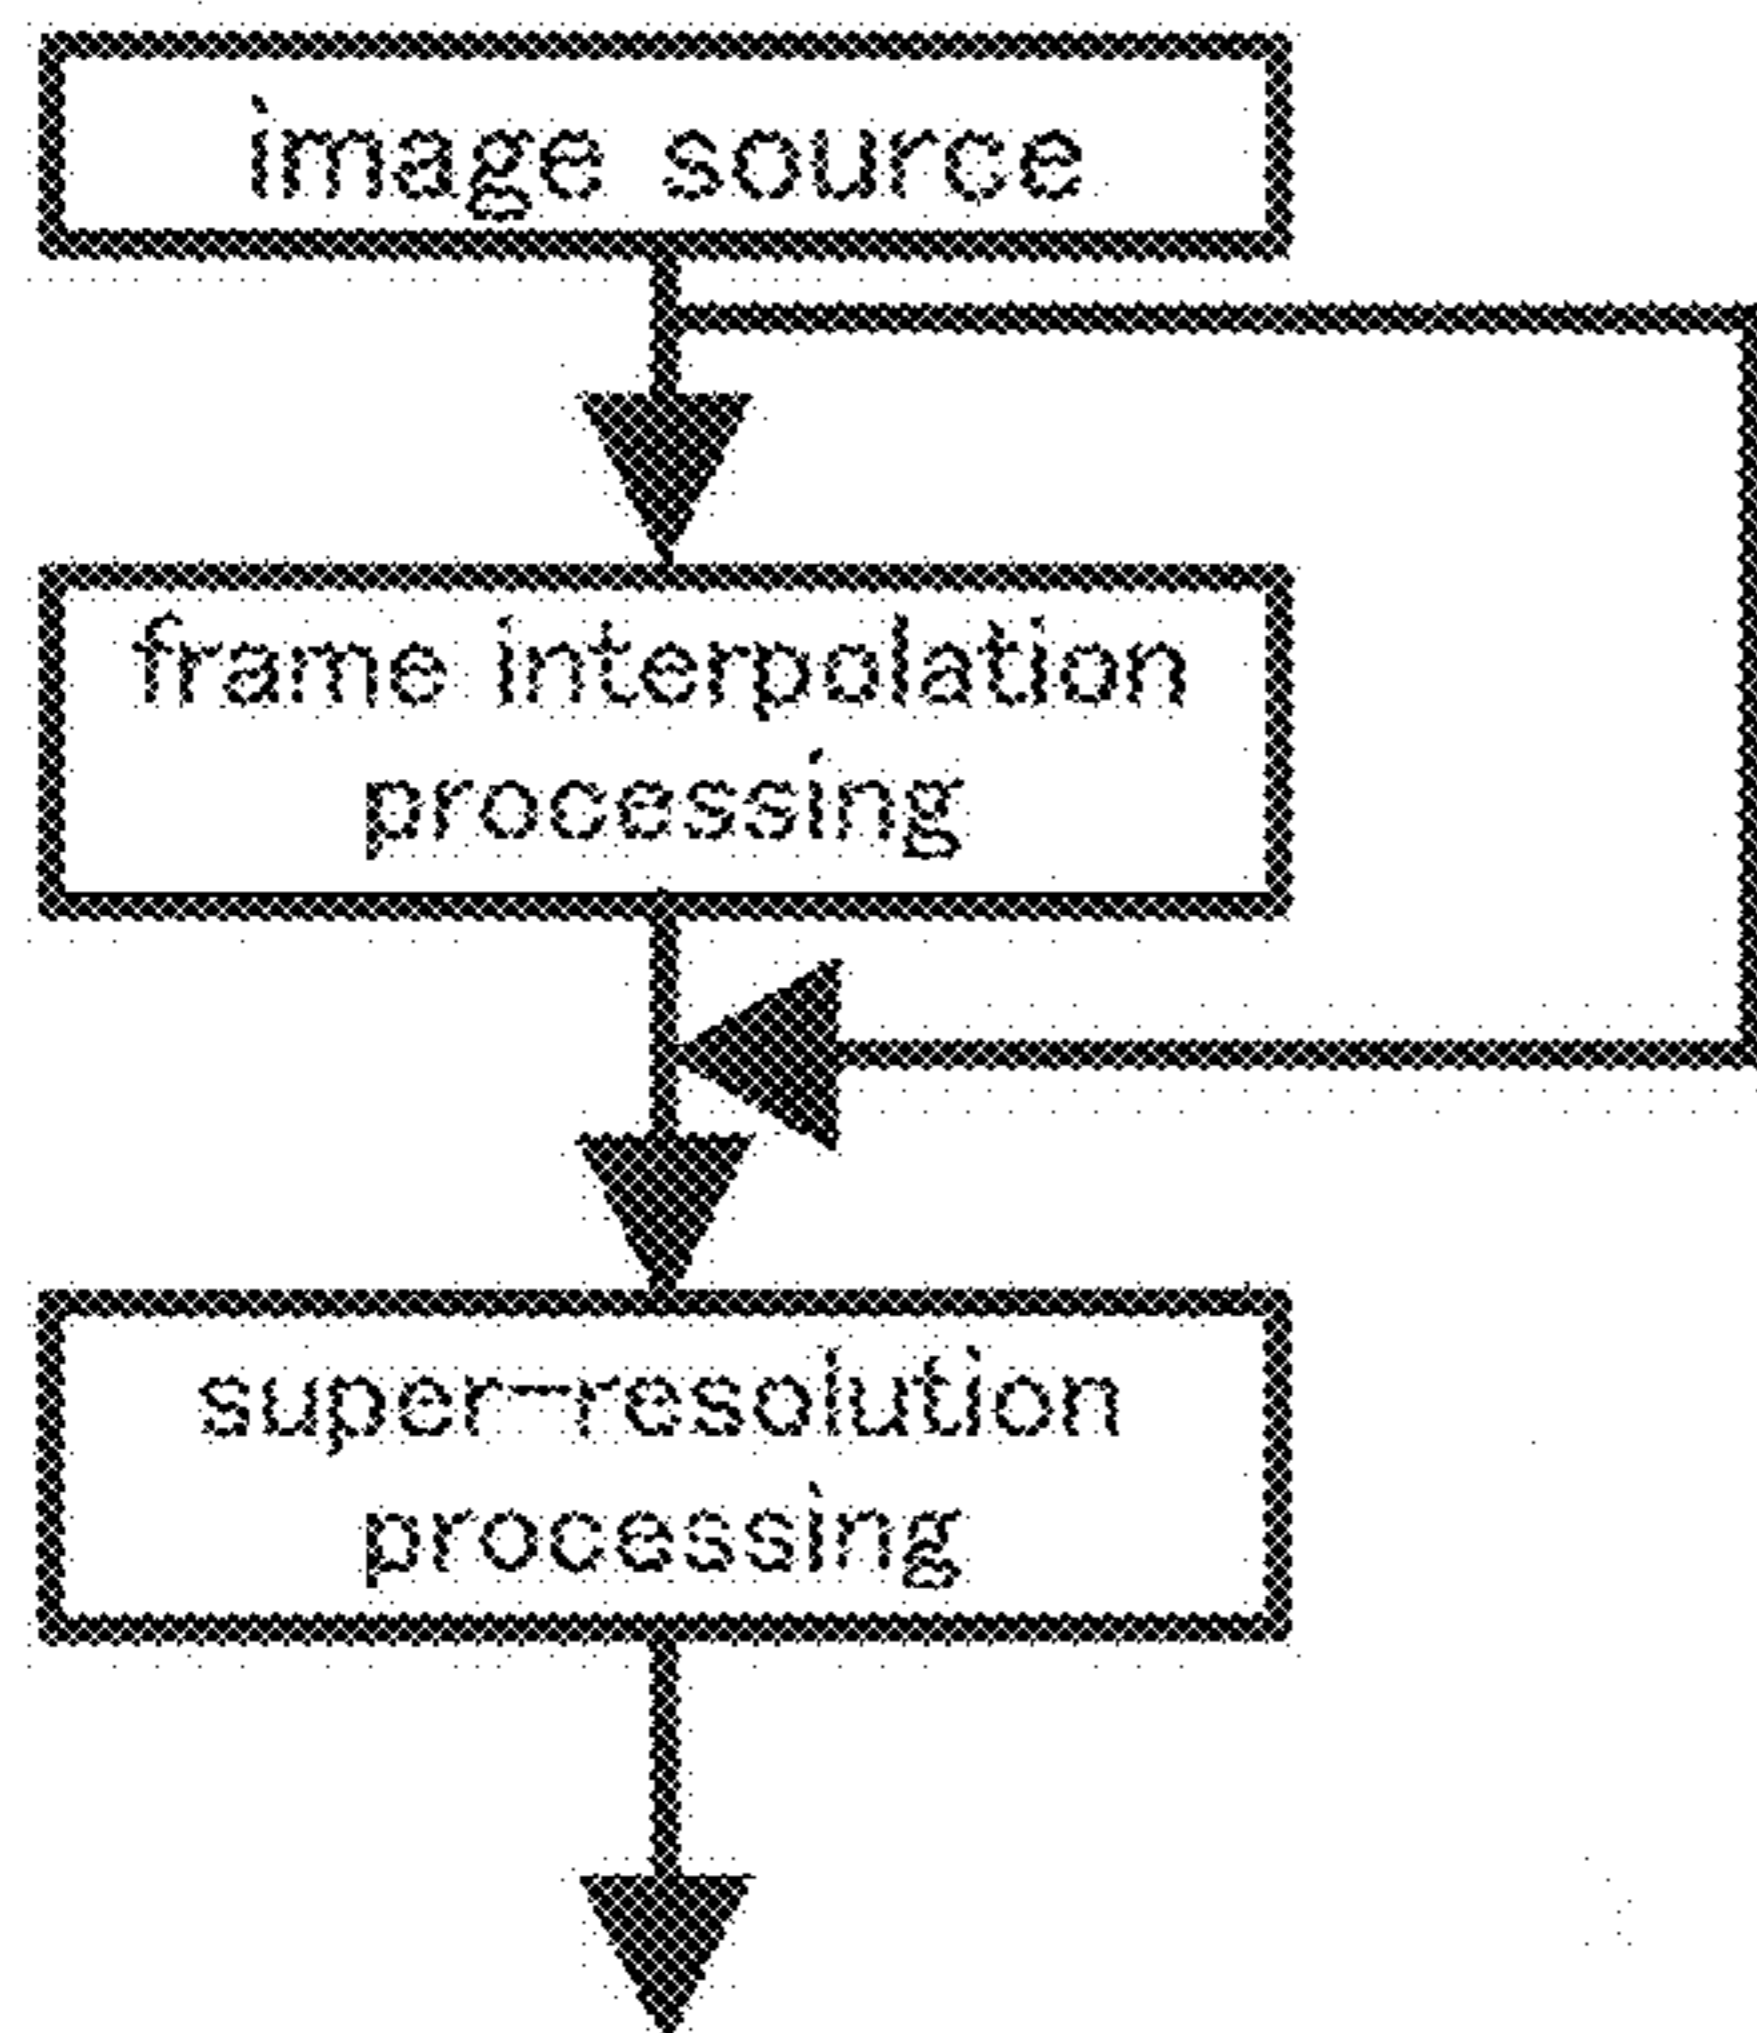 image source
frame interpolation
processing
super-resolution
processing